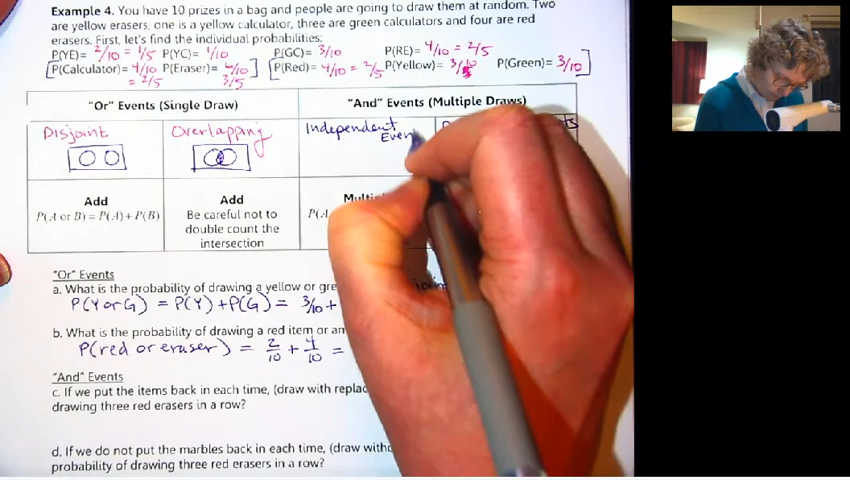 Example 4. You have 10 prizes in a bag and people are going to draw them at random. Two
are yellow erasers, one is a yellow calculator, three are green calculators and four are red
erasers. First, let's find the individual probabilities:
P(YE)= 2/10 = 1/5 P(YC)= 1/10 P(GC)= 3/10 P(RE)= 4/10 = 2/5
P(Calculator)= 4/10 = 2/5 P(Eraser)= 6/10 3/5 P(Red)= 4/10 = 2/5 P(Yellow)= 3/10 P(Green)= 3/10
"Or" Events (Single Draw) "And" Events (Multiple Draws)
Disjoint Overlapping Independent
Even
Add Add
P(A or B) = P(A) + P(B) Be careful not to
double count the
intersection
P(A
"Or" Events
a. What is the probability of drawing a yellow or gre
P(Y or G) = P(Y) + P(G) = 3/10 +
b. What is the probability of drawing a red item or an
P(red or eraser) = 2/10 + 4/10 =
"And" Events
c. If we put the items back in each time, (draw with repla
drawing three red erasers in a row?
d. If we do not put the marbles back in each time, (draw with
probability of drawing three red erasers in a row?